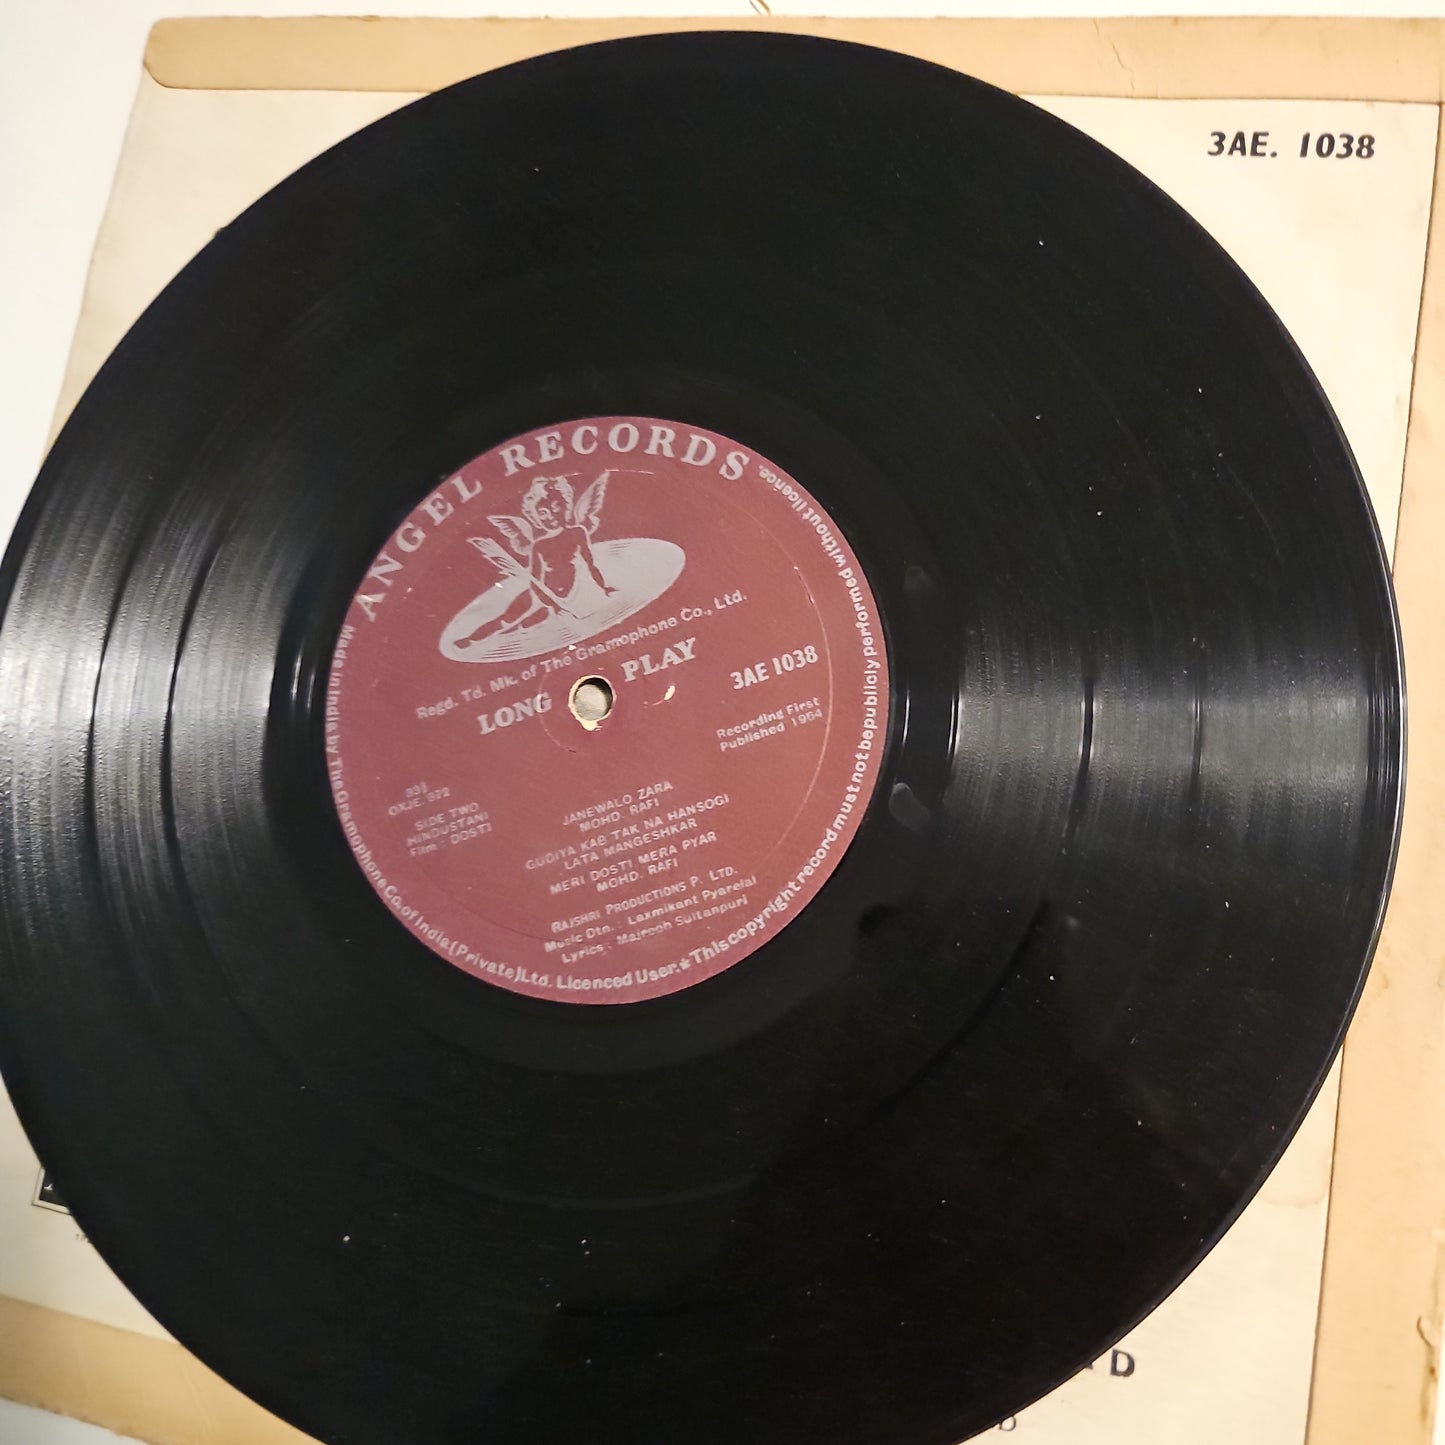 3AE. 1038
ANGEL RECORDS
Regd. Td. Mk. of The Gramophone Co., Ltd.
LONG PLAY
3AE 1038
Recording First
Published 1964
33⅓
OXJE. 622
SIDE TWO
HINDUSTANI
Film : DOSTI
JANEWALO ZARA
MOHD. RAFI
GUDIYA KAB TAK NA HANSOGI
LATA MANGESHKAR
MERI DOSTI MERA PYAR
MOHD. RAFI
RAJSHRI PRODUCTIONS P. LTD.
Music Dtn. : Laxmikant Pyarelal
Lyrics : Majrooh Sultanpuri
Made in India by The Gramophone Co. of India (Private) Ltd. Licenced User. * This copyright record must not be publicly performed without licence.
D